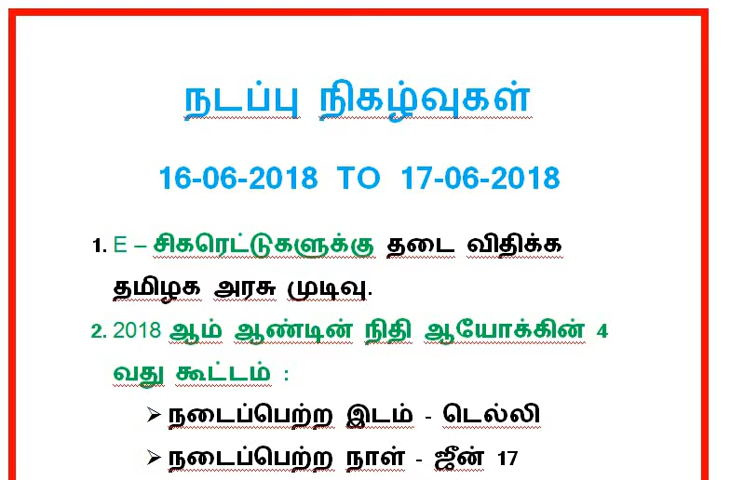 நடப்பு நிகழ்வுகள்
16-06-2018 TO 17-06-2018
1. E – சிகரெட்டுகளுக்கு தடை விதிக்க
தமிழக அரசு முடிவு.
2. 2018 ஆம் ஆண்டின் நிதி ஆயோக்கின் 4
வது கூட்டம் :
➢ நடைப்பெற்ற இடம் - டெல்லி
➢ நடைப்பெற்ற நாள் - ஜீன் 17